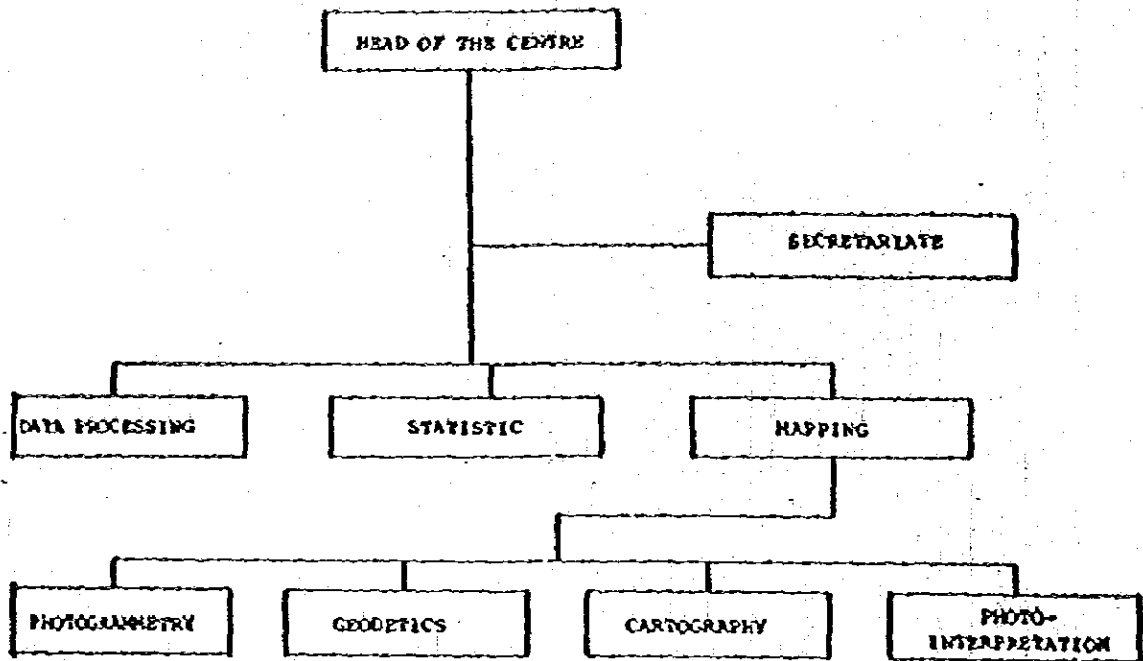 HEAD OF THE CENTRE
SECRETARIATE
DATA PROCESSING
STATISTIC
MAPPING
PHOTOGRAMMETRY
GEODETICS
CARTOGRAPHY
PHOTO-
INTERPRETATION